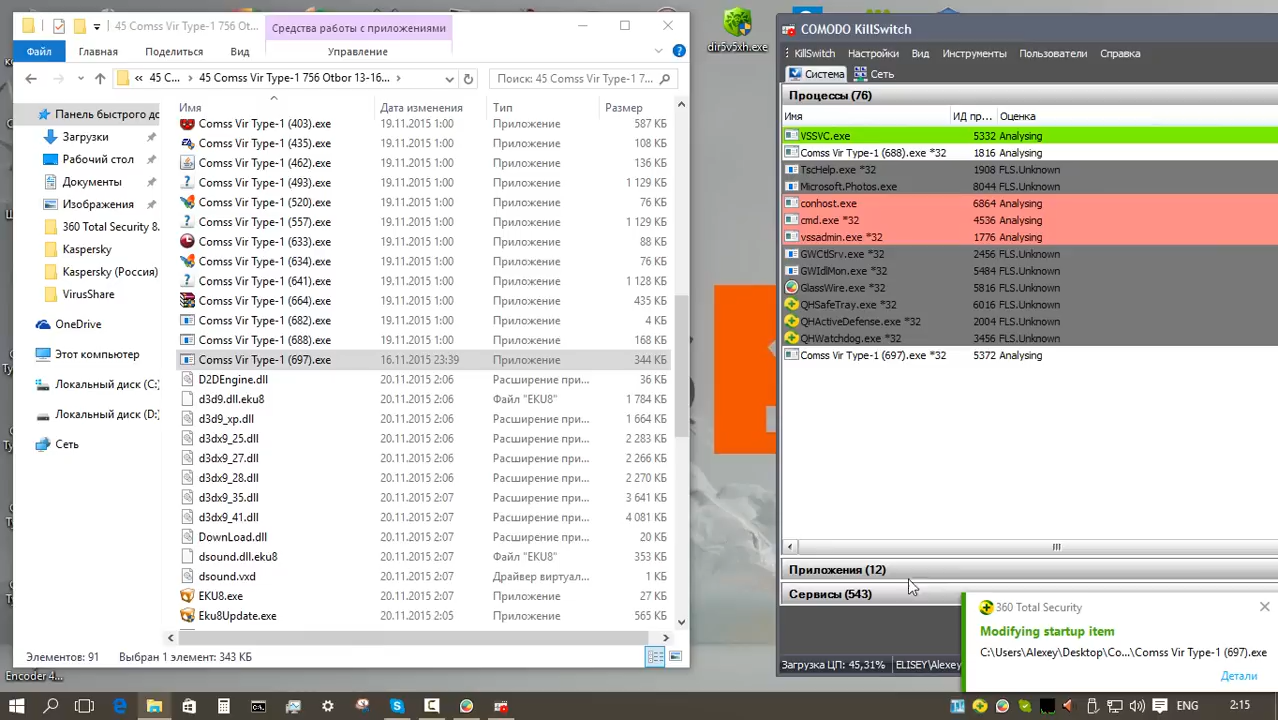 45 Comss Vir Type-1 756 Otbor 13-16...
Средства работы с приложениями
Файл Главная Поделиться Вид Управление
« 45 C... › 45 Comss Vir Type-1 756 Otbor 13-16... ›
Поиск: 45 Comss Vir Type-1 7...
Имя Дата изменения Тип Размер
Панель быстрого до
Загрузки
Рабочий стол
Документы
Изображения
360 Total Security 8.
Kaspersky
Kaspersky (Россия)
VirusShare
OneDrive
Этот компьютер
Локальный диск (C:)
Локальный диск (D:)
Сеть
Comss Vir Type-1 (403).exe 19.11.2015 1:00 Приложение 587 КБ
Comss Vir Type-1 (435).exe 19.11.2015 1:00 Приложение 108 КБ
Comss Vir Type-1 (462).exe 19.11.2015 1:00 Приложение 136 КБ
Comss Vir Type-1 (493).exe 19.11.2015 1:00 Приложение 1 129 КБ
Comss Vir Type-1 (520).exe 19.11.2015 1:00 Приложение 76 КБ
Comss Vir Type-1 (557).exe 19.11.2015 1:00 Приложение 1 129 КБ
Comss Vir Type-1 (633).exe 19.11.2015 1:00 Приложение 88 КБ
Comss Vir Type-1 (634).exe 19.11.2015 1:00 Приложение 76 КБ
Comss Vir Type-1 (641).exe 19.11.2015 1:00 Приложение 1 128 КБ
Comss Vir Type-1 (664).exe 19.11.2015 1:00 Приложение 435 КБ
Comss Vir Type-1 (682).exe 19.11.2015 1:00 Приложение 4 КБ
Comss Vir Type-1 (688).exe 19.11.2015 1:00 Приложение 168 КБ
Comss Vir Type-1 (697).exe 16.11.2015 23:39 Приложение 344 КБ
D2DEngine.dll 20.11.2015 2:06 Расширение при... 36 КБ
d3d9.dll.eku8 20.11.2015 2:06 Файл "EKU8" 1 784 КБ
d3d9_xp.dll 20.11.2015 2:06 Расширение при... 1 664 КБ
d3dx9_25.dll 20.11.2015 2:06 Расширение при... 2 283 КБ
d3dx9_27.dll 20.11.2015 2:06 Расширение при... 2 266 КБ
d3dx9_28.dll 20.11.2015 2:06 Расширение при... 2 270 КБ
d3dx9_35.dll 20.11.2015 2:07 Расширение при... 3 641 КБ
d3dx9_41.dll 20.11.2015 2:07 Расширение при... 4 081 КБ
DownLoad.dll 20.11.2015 2:07 Расширение при... 20 КБ
dsound.dll.eku8 20.11.2015 2:07 Файл "EKU8" 353 КБ
dsound.vxd 20.11.2015 2:07 Драйвер виртуал... 1 КБ
EKU8.exe 20.11.2015 2:07 Приложение 27 КБ
Eku8Update.exe 20.11.2015 2:05 Приложение 565 КБ
Элементов: 91 Выбран 1 элемент: 343 КБ
Encoder 4...
dir5v5xh.exe
COMODO KillSwitch
KillSwitch Настройки Вид Инструменты Пользователи Справка
Система Сеть
Процессы (76)
Имя ИД пр... Оценка
VSSVC.exe 5332 Analysing
Comss Vir Type-1 (688).exe *32 1816 Analysing
TscHelp.exe *32 1908 FLS.Unknown
Microsoft.Photos.exe 8044 FLS.Unknown
conhost.exe 6864 Analysing
cmd.exe *32 4536 Analysing
vssadmin.exe *32 1776 Analysing
GWCtlSrv.exe *32 2456 FLS.Unknown
GWIdlMon.exe *32 5484 FLS.Unknown
GlassWire.exe *32 5816 FLS.Unknown
QHSafeTray.exe *32 6016 FLS.Unknown
QHActiveDefense.exe *32 2004 FLS.Unknown
QHWatchdog.exe *32 3456 FLS.Unknown
Comss Vir Type-1 (697).exe *32 5372 Analysing
Приложения (12)
Сервисы (543)
Загрузка ЦП: 45,31% ELISEY\Alexey
360 Total Security
Modifying startup item
C:\Users\Alexey\Desktop\Co...\Comss Vir Type-1 (697).exe
Детали
ENG 2:15